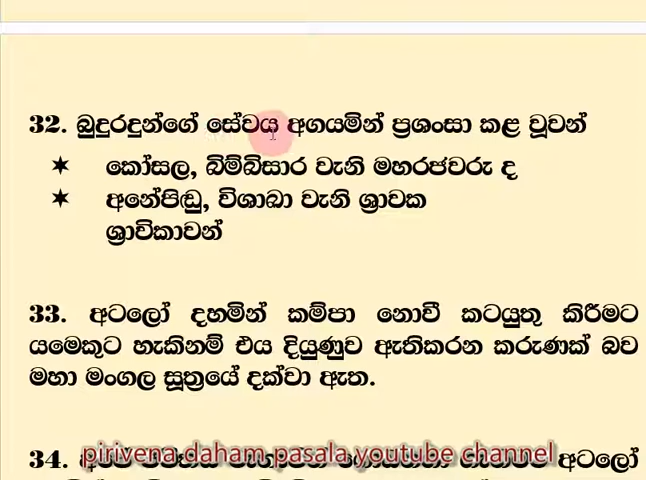 32. බුදුරදුන්ගේ සේවය අගයමින් ප්‍රශංසා කළ වූවන්
✶ කෝසල, බිම්බිසාර වැනි මහරජවරු ද
✶ අනේපිඬු, විශාඛා වැනි ශ්‍රාවක
ශ්‍රාවිකාවන්
33. අටලෝ දහමින් කම්පා නොවී කටයුතු කිරීමට
යමෙකුට හැකිනම් එය දියුණුව ඇතිකරන කරුණක් බව
මහා මංගල සූත්‍රයේ දක්වා ඇත.
34. අටලෝ
pirivena daham pasala youtube channel